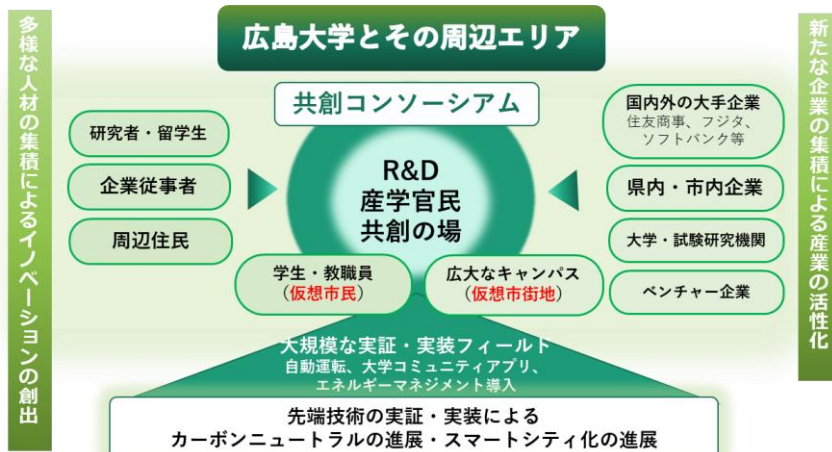 広島大学とその周辺エリア
多様な人材の集積によるイノベーションの創出
共創コンソーシアム
研究者・留学生
企業従事者
周辺住民
R&D
産学官民
共創の場
国内外の大手企業
住友商事、フジタ、
ソフトバンク等
県内・市内企業
大学・試験研究機関
ベンチャー企業
学生・教職員
（仮想市民）
広大なキャンパス
（仮想市街地）
大規模な実証・実装フィールド
自動運転、大学コミュニティアプリ、
エネルギーマネジメント導入
先端技術の実証・実装による
カーボンニュートラルの進展・スマートシティ化の進展
新たな企業の集積による産業の活性化